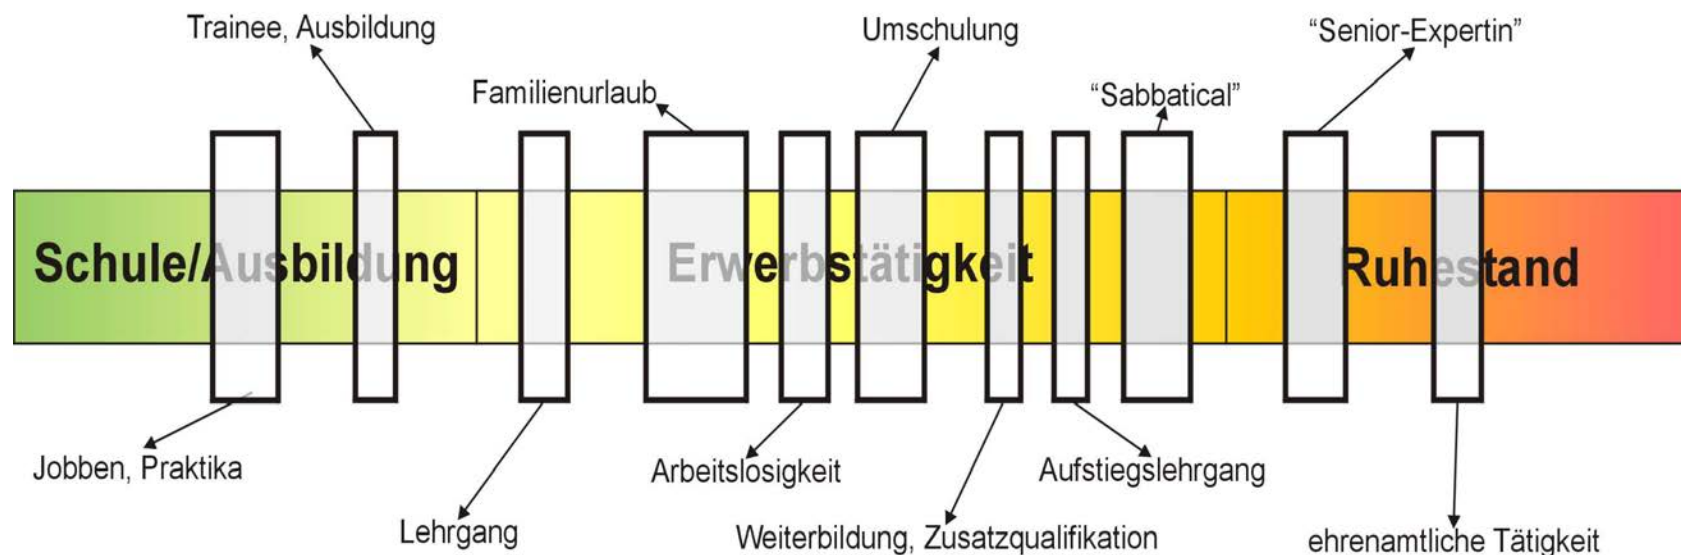 Trainee, Ausbildung
Umschulung
“Senior-Expertin”
Familienurlaub
“Sabbatical”
Schule/Ausbildung
Erwerbstätigkeit
Ruhestand
Jobben, Praktika
Arbeitslosigkeit
Aufstiegslehrgang
Lehrgang
Weiterbildung, Zusatzqualifikation
ehrenamtliche Tätigkeit